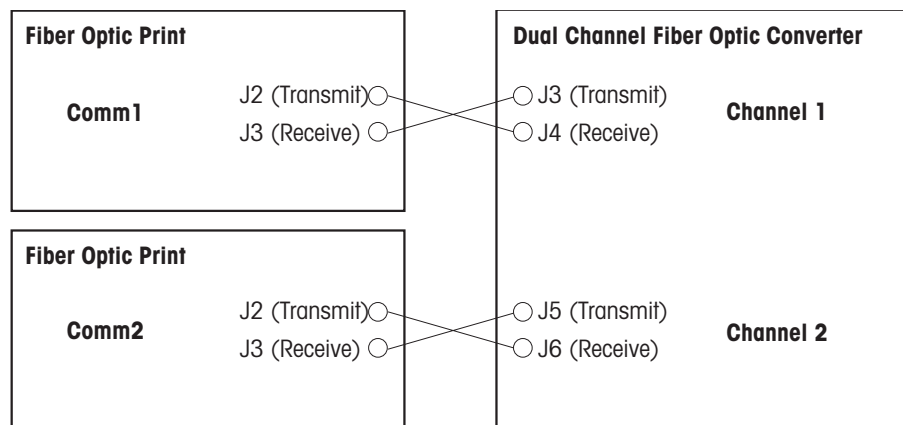 Fiber Optic Print
Comm1
J2 (Transmit)
J3 (Receive)
Fiber Optic Print
Comm2
J2 (Transmit)
J3 (Receive)
Dual Channel Fiber Optic Converter
J3 (Transmit)
J4 (Receive)
Channel 1
J5 (Transmit)
J6 (Receive)
Channel 2